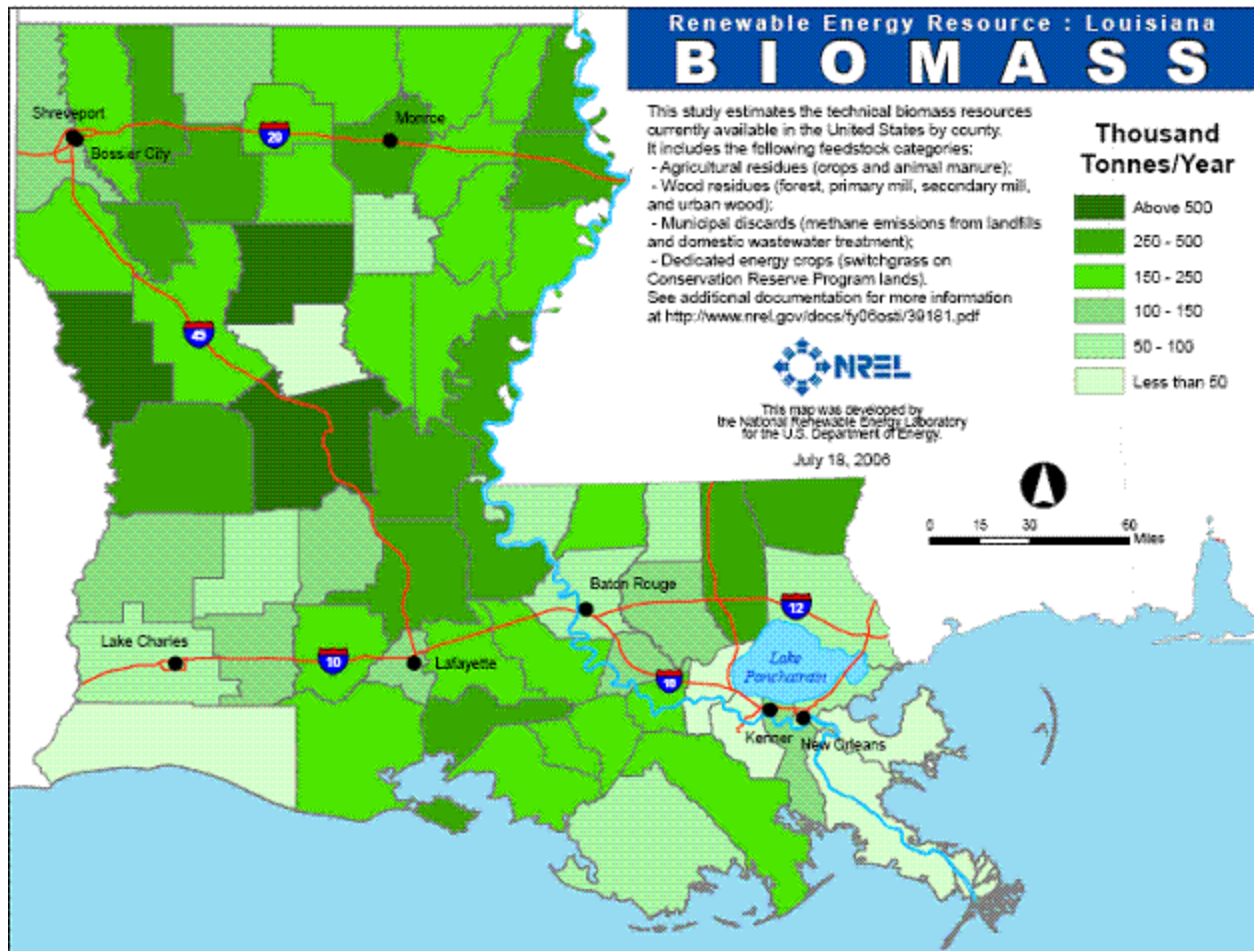 Renewable Energy Resource : Louisiana
BIOMASS
This study estimates the technical biomass resources
currently available in the United States by county.
It includes the following feedstock categories:
- Agricultural residues (crops and animal manure);
- Wood residues (forest, primary mill, secondary mill,
and urban wood);
- Municipal discards (methane emissions from landfills
and domestic wastewater treatment);
- Dedicated energy crops (switchgrass on
Conservation Reserve Program lands).
See additional documentation for more information
at http://www.nrel.gov/docs/fy06osti/39181.pdf
Thousand
Tonnes/Year
Above 500
250 - 500
150 - 250
100 - 150
50 - 100
Less than 50
NREL
This map was developed by
the National Renewable Energy Laboratory
for the U.S. Department of Energy.
July 18, 2006
0 15 30 60
Miles
Shreveport
Bossier City
20
Monroe
49
Baton Rouge
12
Lake Charles
10
Lafayette
10
Lake
Ponchatrain
Kenner
New Orleans